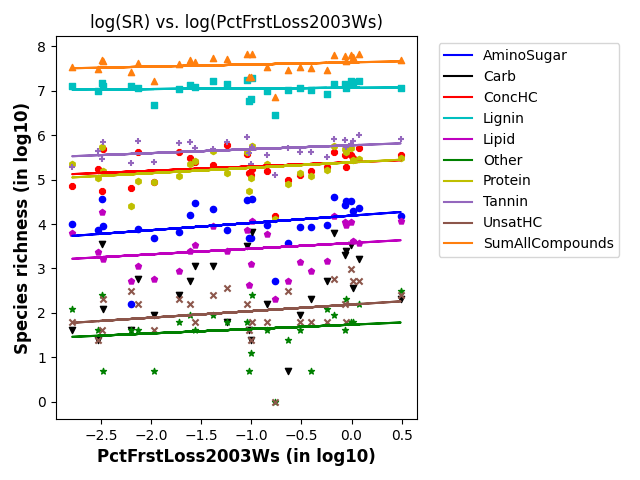 log(SR) vs. log(PctFrstLoss2003Ws)
Species richness (in log10)
8
7
6
5
4
3
2
1
0
−2.5
−2.0
−1.5
−1.0
−0.5
0.0
0.5
PctFrstLoss2003Ws (in log10)
AminoSugar
Carb
ConcHC
Lignin
Lipid
Other
Protein
Tannin
UnsatHC
SumAllCompounds